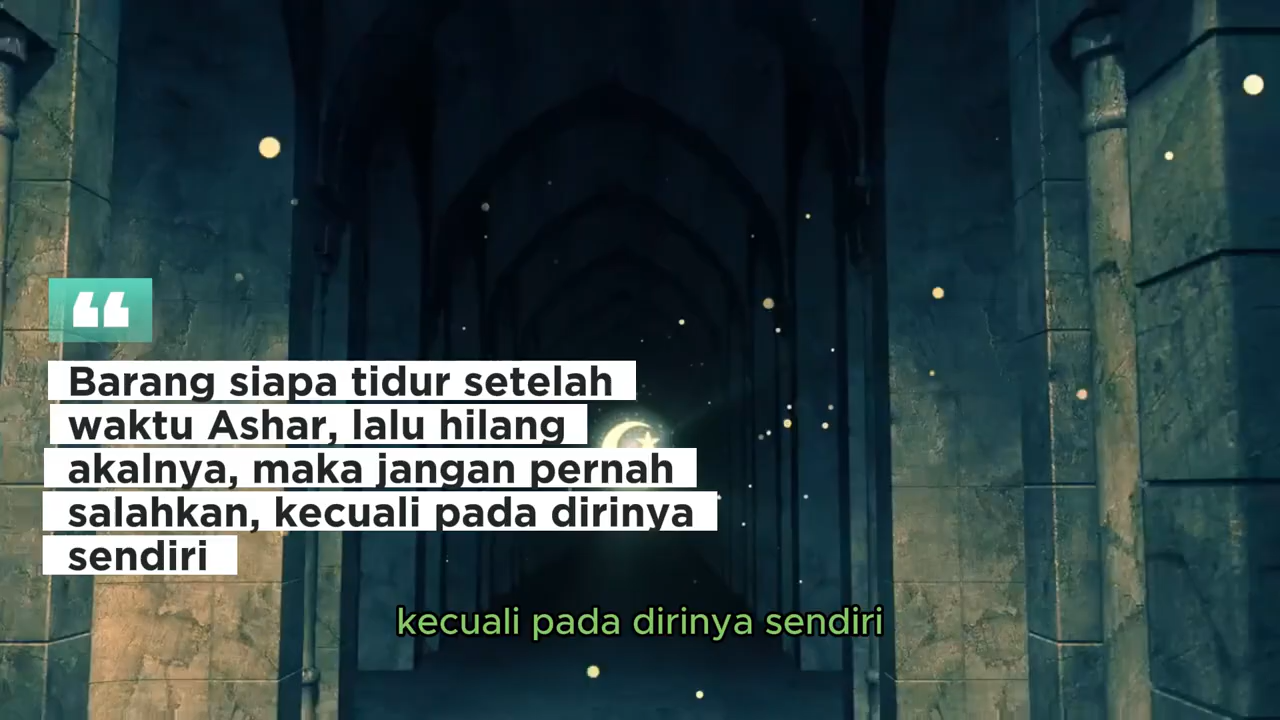 ❝
Barang siapa tidur setelah
waktu Ashar, lalu hilang
akalnya, maka jangan pernah
salahkan, kecuali pada dirinya
sendiri
kecuali pada dirinya sendiri